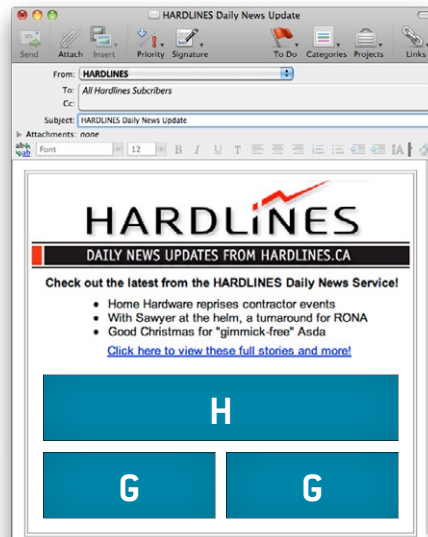 HARDLINES Daily News Update
Send Attach Insert Priority Signature To Do Categories Projects Links
From: HARDLINES
To: All Hardlines Subcribers
Cc:
Subject: HARDLINES Daily News Update
Attachments: none
Font 12 B I U T
HARDLINES
DAILY NEWS UPDATES FROM HARDLINES.CA
Check out the latest from the HARDLINES Daily News Service!
• Home Hardware reprises contractor events
• With Sawyer at the helm, a turnaround for RONA
• Good Christmas for "gimmick-free" Asda
Click here to view these full stories and more!
H
G G